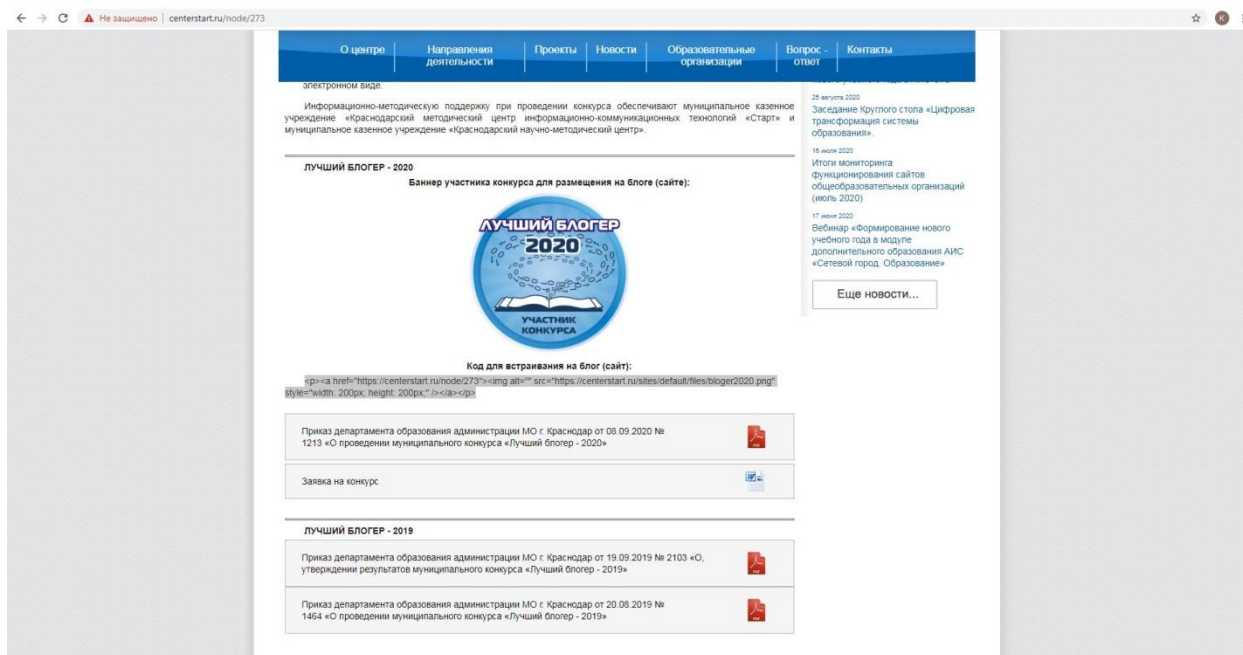 Не защищено centerstart.ru/node/273
К
О центре
Направления
деятельности
Проекты
Новости
Образовательные
организации
Вопрос -
ответ
Контакты
электронном виде.
Информационно-методическую поддержку при проведении конкурса обеспечивают муниципальное казенное
учреждение «Краснодарский методический центр информационно-коммуникационных технологий «Старт» и
муниципальное казенное учреждение «Краснодарский научно-методический центр».
ЛУЧШИЙ БЛОГЕР - 2020
Баннер участника конкурса для размещения на блоге (сайте):
ЛУЧШИЙ БЛОГЕР
2020
УЧАСТНИК
КОНКУРСА
Код для встраивания на блог (сайт):
<p><a href="https://centerstart.ru/node/273"><img alt="" src="https://centerstart.ru/sites/default/files/bloger2020.png"
style="width: 200px; height: 200px;" /></a></p>
Приказ департамента образования администрации МО г. Краснодар от 08.09.2020 №
1213 «О проведении муниципального конкурса «Лучший блогер - 2020»
Заявка на конкурс
ЛУЧШИЙ БЛОГЕР - 2019
Приказ департамента образования администрации МО г. Краснодар от 19.09.2019 № 2103 «О,
утверждении результатов муниципального конкурса «Лучший блогер - 2019»
Приказ департамента образования администрации МО г. Краснодар от 20.08.2019 №
1464 «О проведении муниципального конкурса «Лучший блогер - 2019»
августа 2020
Заседание Круглого стола «Цифровая
трансформация системы
образования».
июля 2020
Итоги мониторинга
функционирования сайтов
общеобразовательных организаций
(июль 2020)
17 июня 2020
Вебинар «Формирование нового
учебного года в модуле
дополнительного образования АИС
«Сетевой город. Образование»
Еще новости...